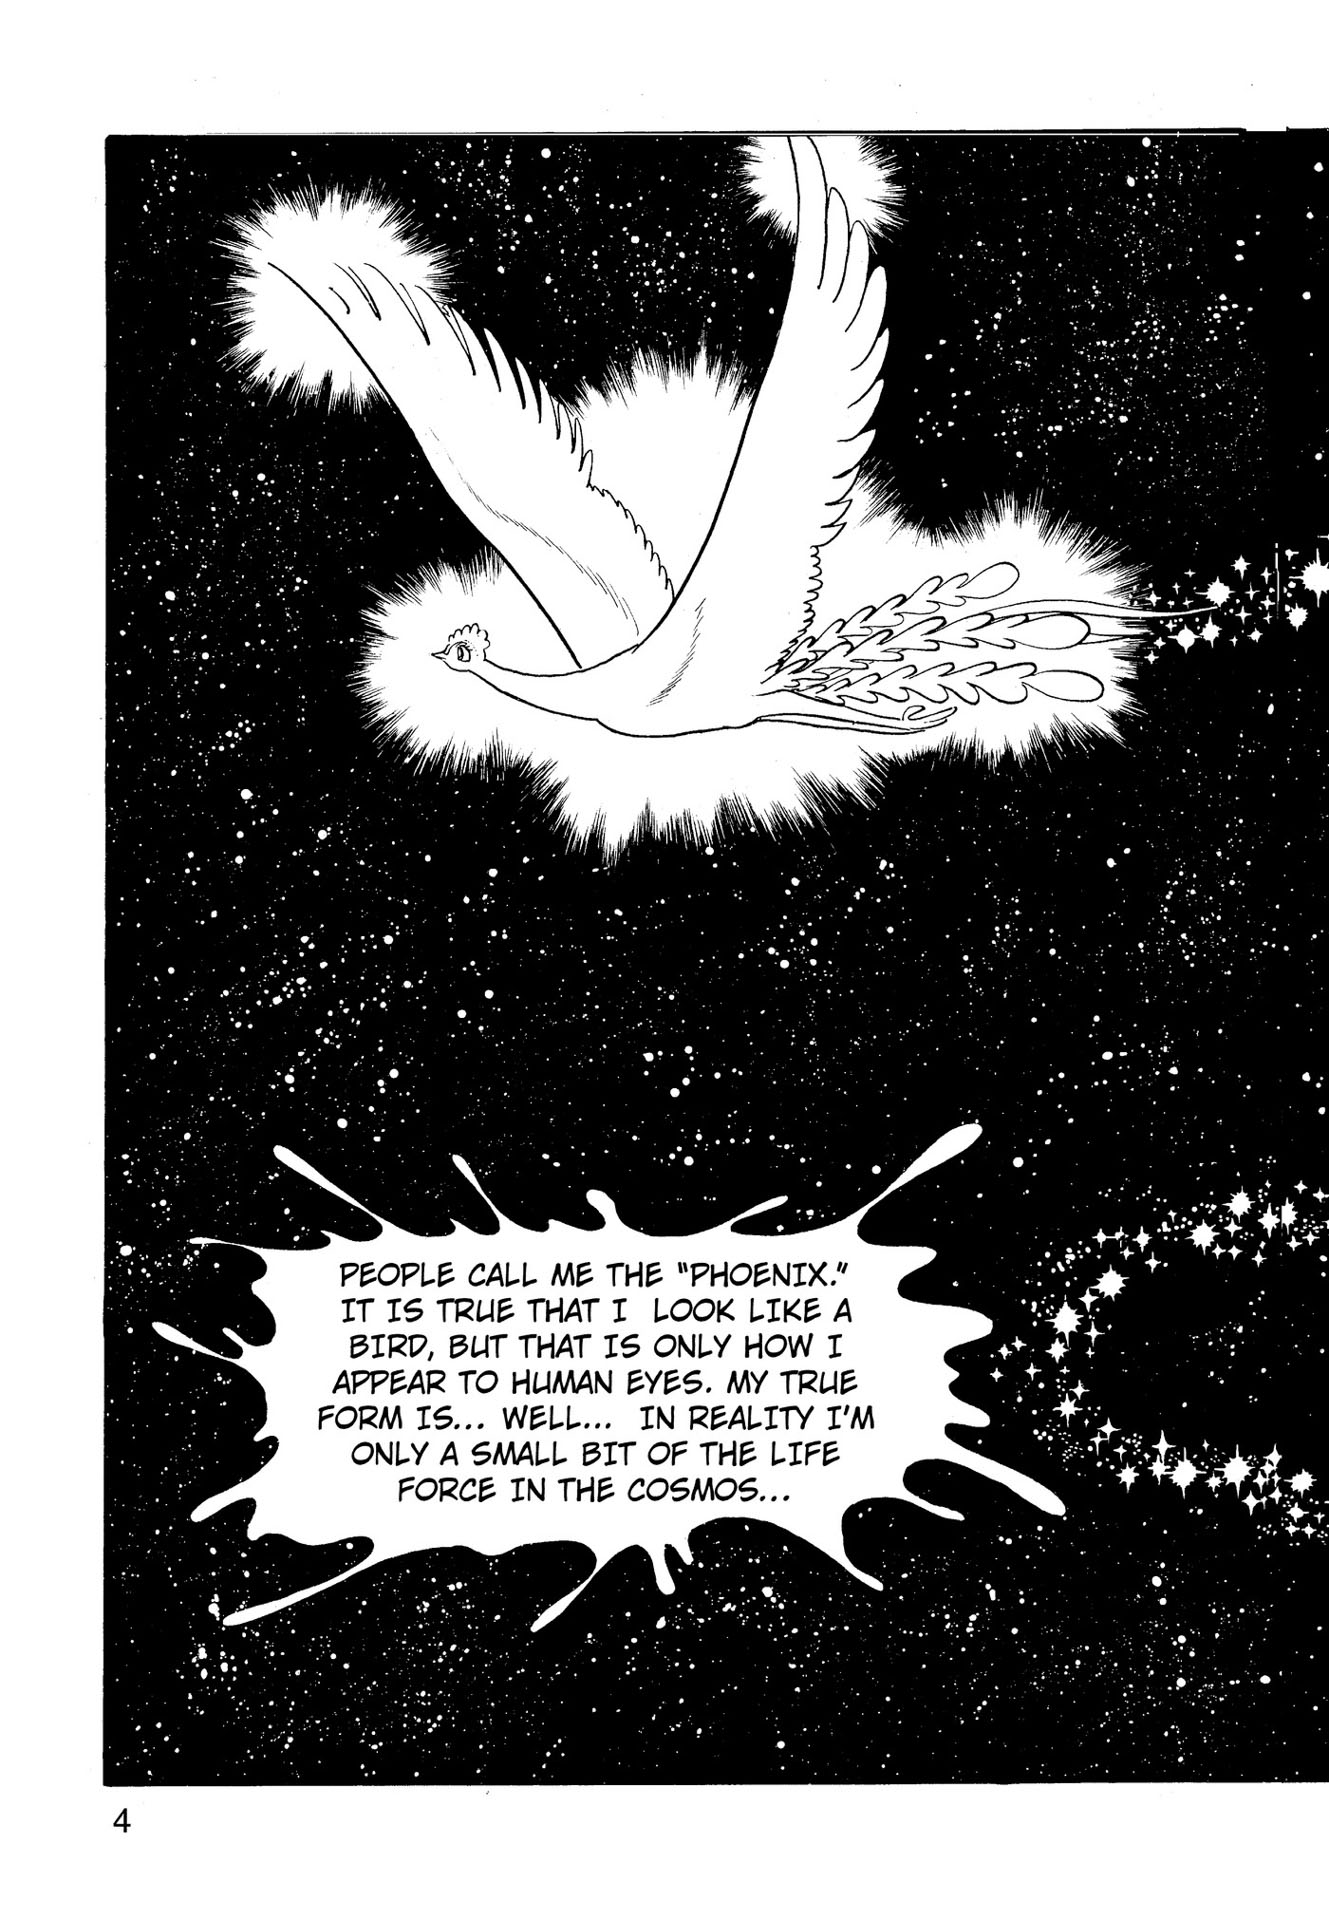 PEOPLE CALL ME THE "PHOENIX."
IT IS TRUE THAT I LOOK LIKE A
BIRD, BUT THAT IS ONLY HOW I
APPEAR TO HUMAN EYES. MY TRUE
FORM IS... WELL... IN REALITY I'M
ONLY A SMALL BIT OF THE LIFE
FORCE IN THE COSMOS...
4